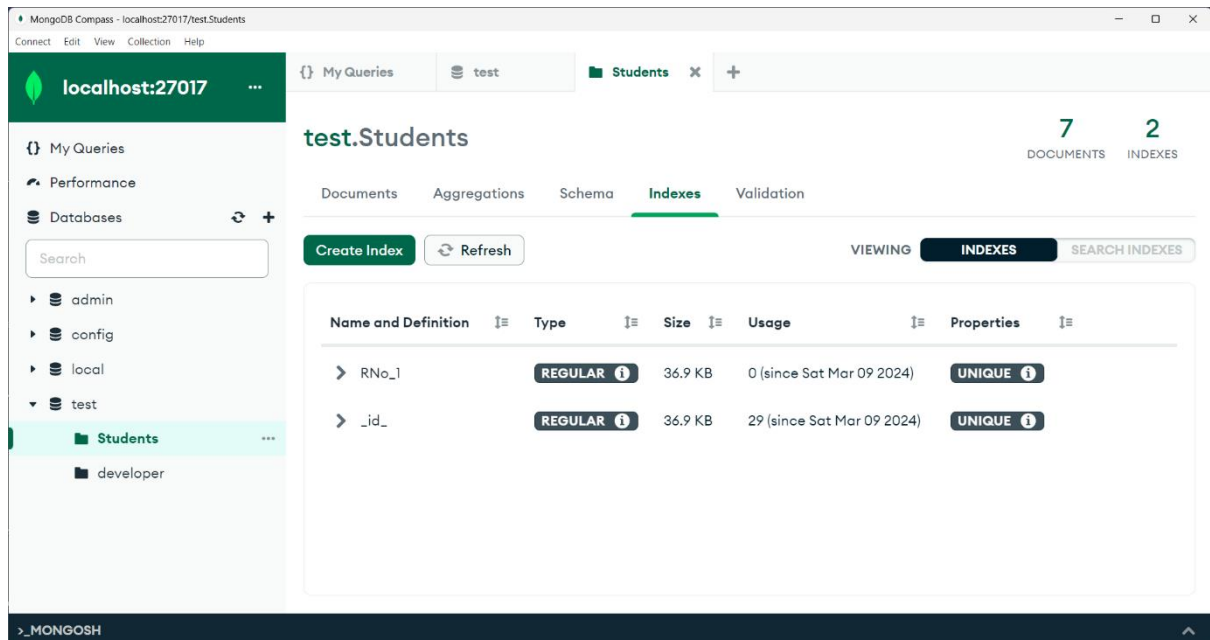 MongoDB Compass - localhost:27017/test.Students
Connect Edit View Collection Help
localhost:27017 ...
{} My Queries
Performance
Databases
Search
admin
config
local
test
Students ...
developer
{} My Queries
test
Students
test.Students
7
DOCUMENTS
2
INDEXES
Documents Aggregations Schema Indexes Validation
Create Index Refresh VIEWING INDEXES SEARCH INDEXES
Name and Definition Type Size Usage Properties
RNo_1 REGULAR 36.9 KB 0 (since Sat Mar 09 2024) UNIQUE
_id_ REGULAR 36.9 KB 29 (since Sat Mar 09 2024) UNIQUE
>_MONGOSH